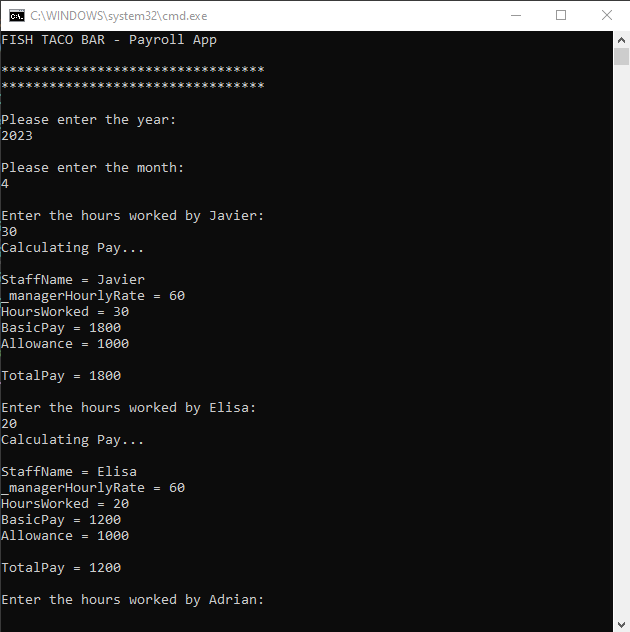 C:\WINDOWS\system32\cmd.exe
FISH TACO BAR - Payroll App
*********************************
*********************************
Please enter the year:
2023
Please enter the month:
4
Enter the hours worked by Javier:
30
Calculating Pay...
StaffName = Javier
_managerHourlyRate = 60
HoursWorked = 30
BasicPay = 1800
Allowance = 1000
TotalPay = 1800
Enter the hours worked by Elisa:
20
Calculating Pay...
StaffName = Elisa
_managerHourlyRate = 60
HoursWorked = 20
BasicPay = 1200
Allowance = 1000
TotalPay = 1200
Enter the hours worked by Adrian: